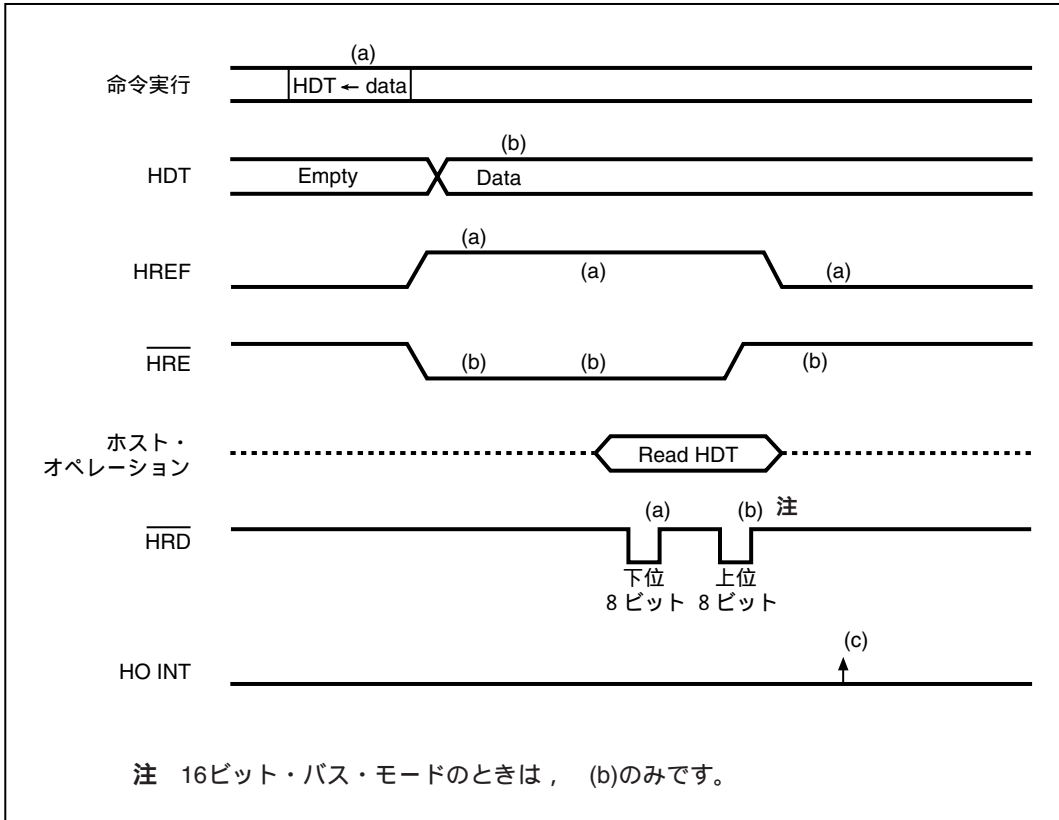 (a)
命令実行 HDT ← data
(b)
HDT Empty Data
(a)
HREF (a) (a)
HRE (b) (b) (b)
ホスト・
オペレーション Read HDT
(a) (b) 注
HRD
下位 上位
8 ビット 8 ビット
(c)
HO INT
注 16ビット・バス・モードのときは， (b)のみです。